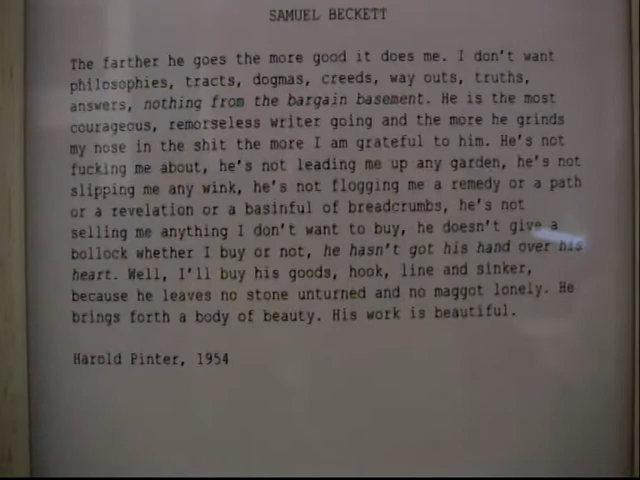 SAMUEL BECKETT
The farther he goes the more good it does me. I don't want
philosophies, tracts, dogmas, creeds, way outs, truths,
answers, nothing from the bargain basement. He is the most
courageous, remorseless writer going and the more he grinds
my nose in the shit the more I am grateful to him. He's not
fucking me about, he's not leading me up any garden, he's not
slipping me any wink, he's not flogging me a remedy or a path
or a revelation or a basinful of breadcrumbs, he's not
selling me anything I don't want to buy, he doesn't give a
bollock whether I buy or not, he hasn't got his hand over his
heart. Well, I'll buy his goods, hook, line and sinker,
because he leaves no stone unturned and no maggot lonely. He
brings forth a body of beauty. His work is beautiful.
Harold Pinter, 1954